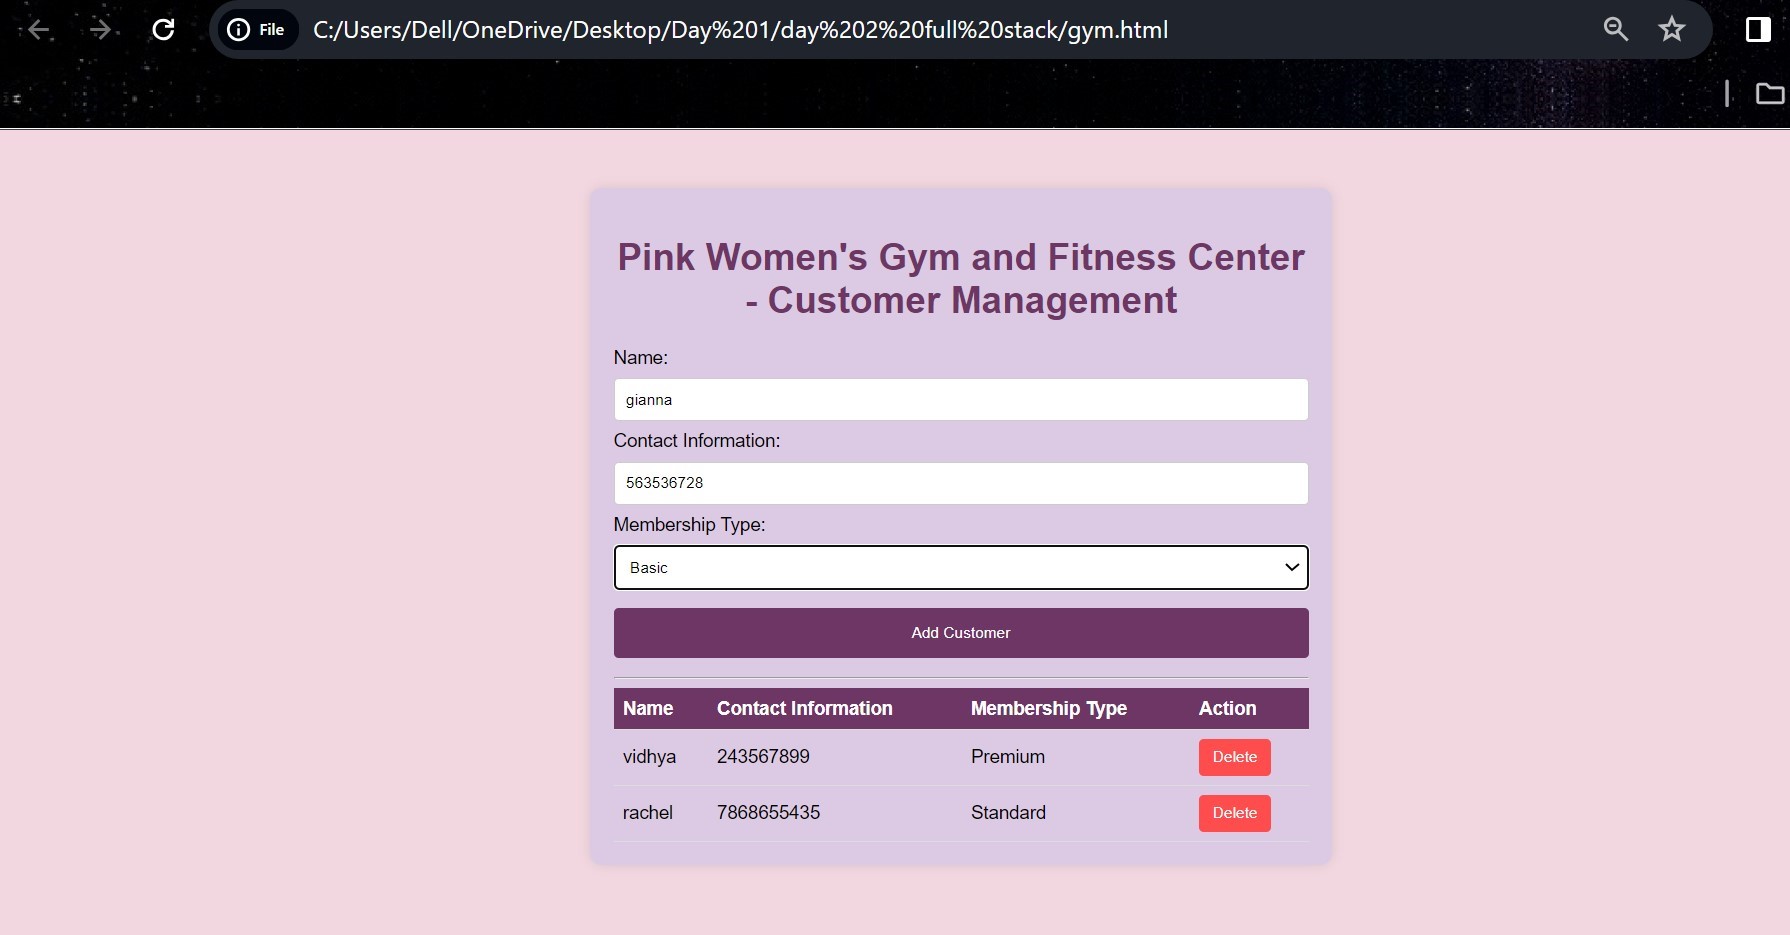 File
C:/Users/Dell/OneDrive/Desktop/Day%201/day%202%20full%20stack/gym.html
Pink Women's Gym and Fitness Center
- Customer Management
Name:
gianna
Contact Information:
563536728
Membership Type:
Basic
Add Customer
Name Contact Information Membership Type Action
vidhya 243567899 Premium Delete
rachel 7868655435 Standard Delete